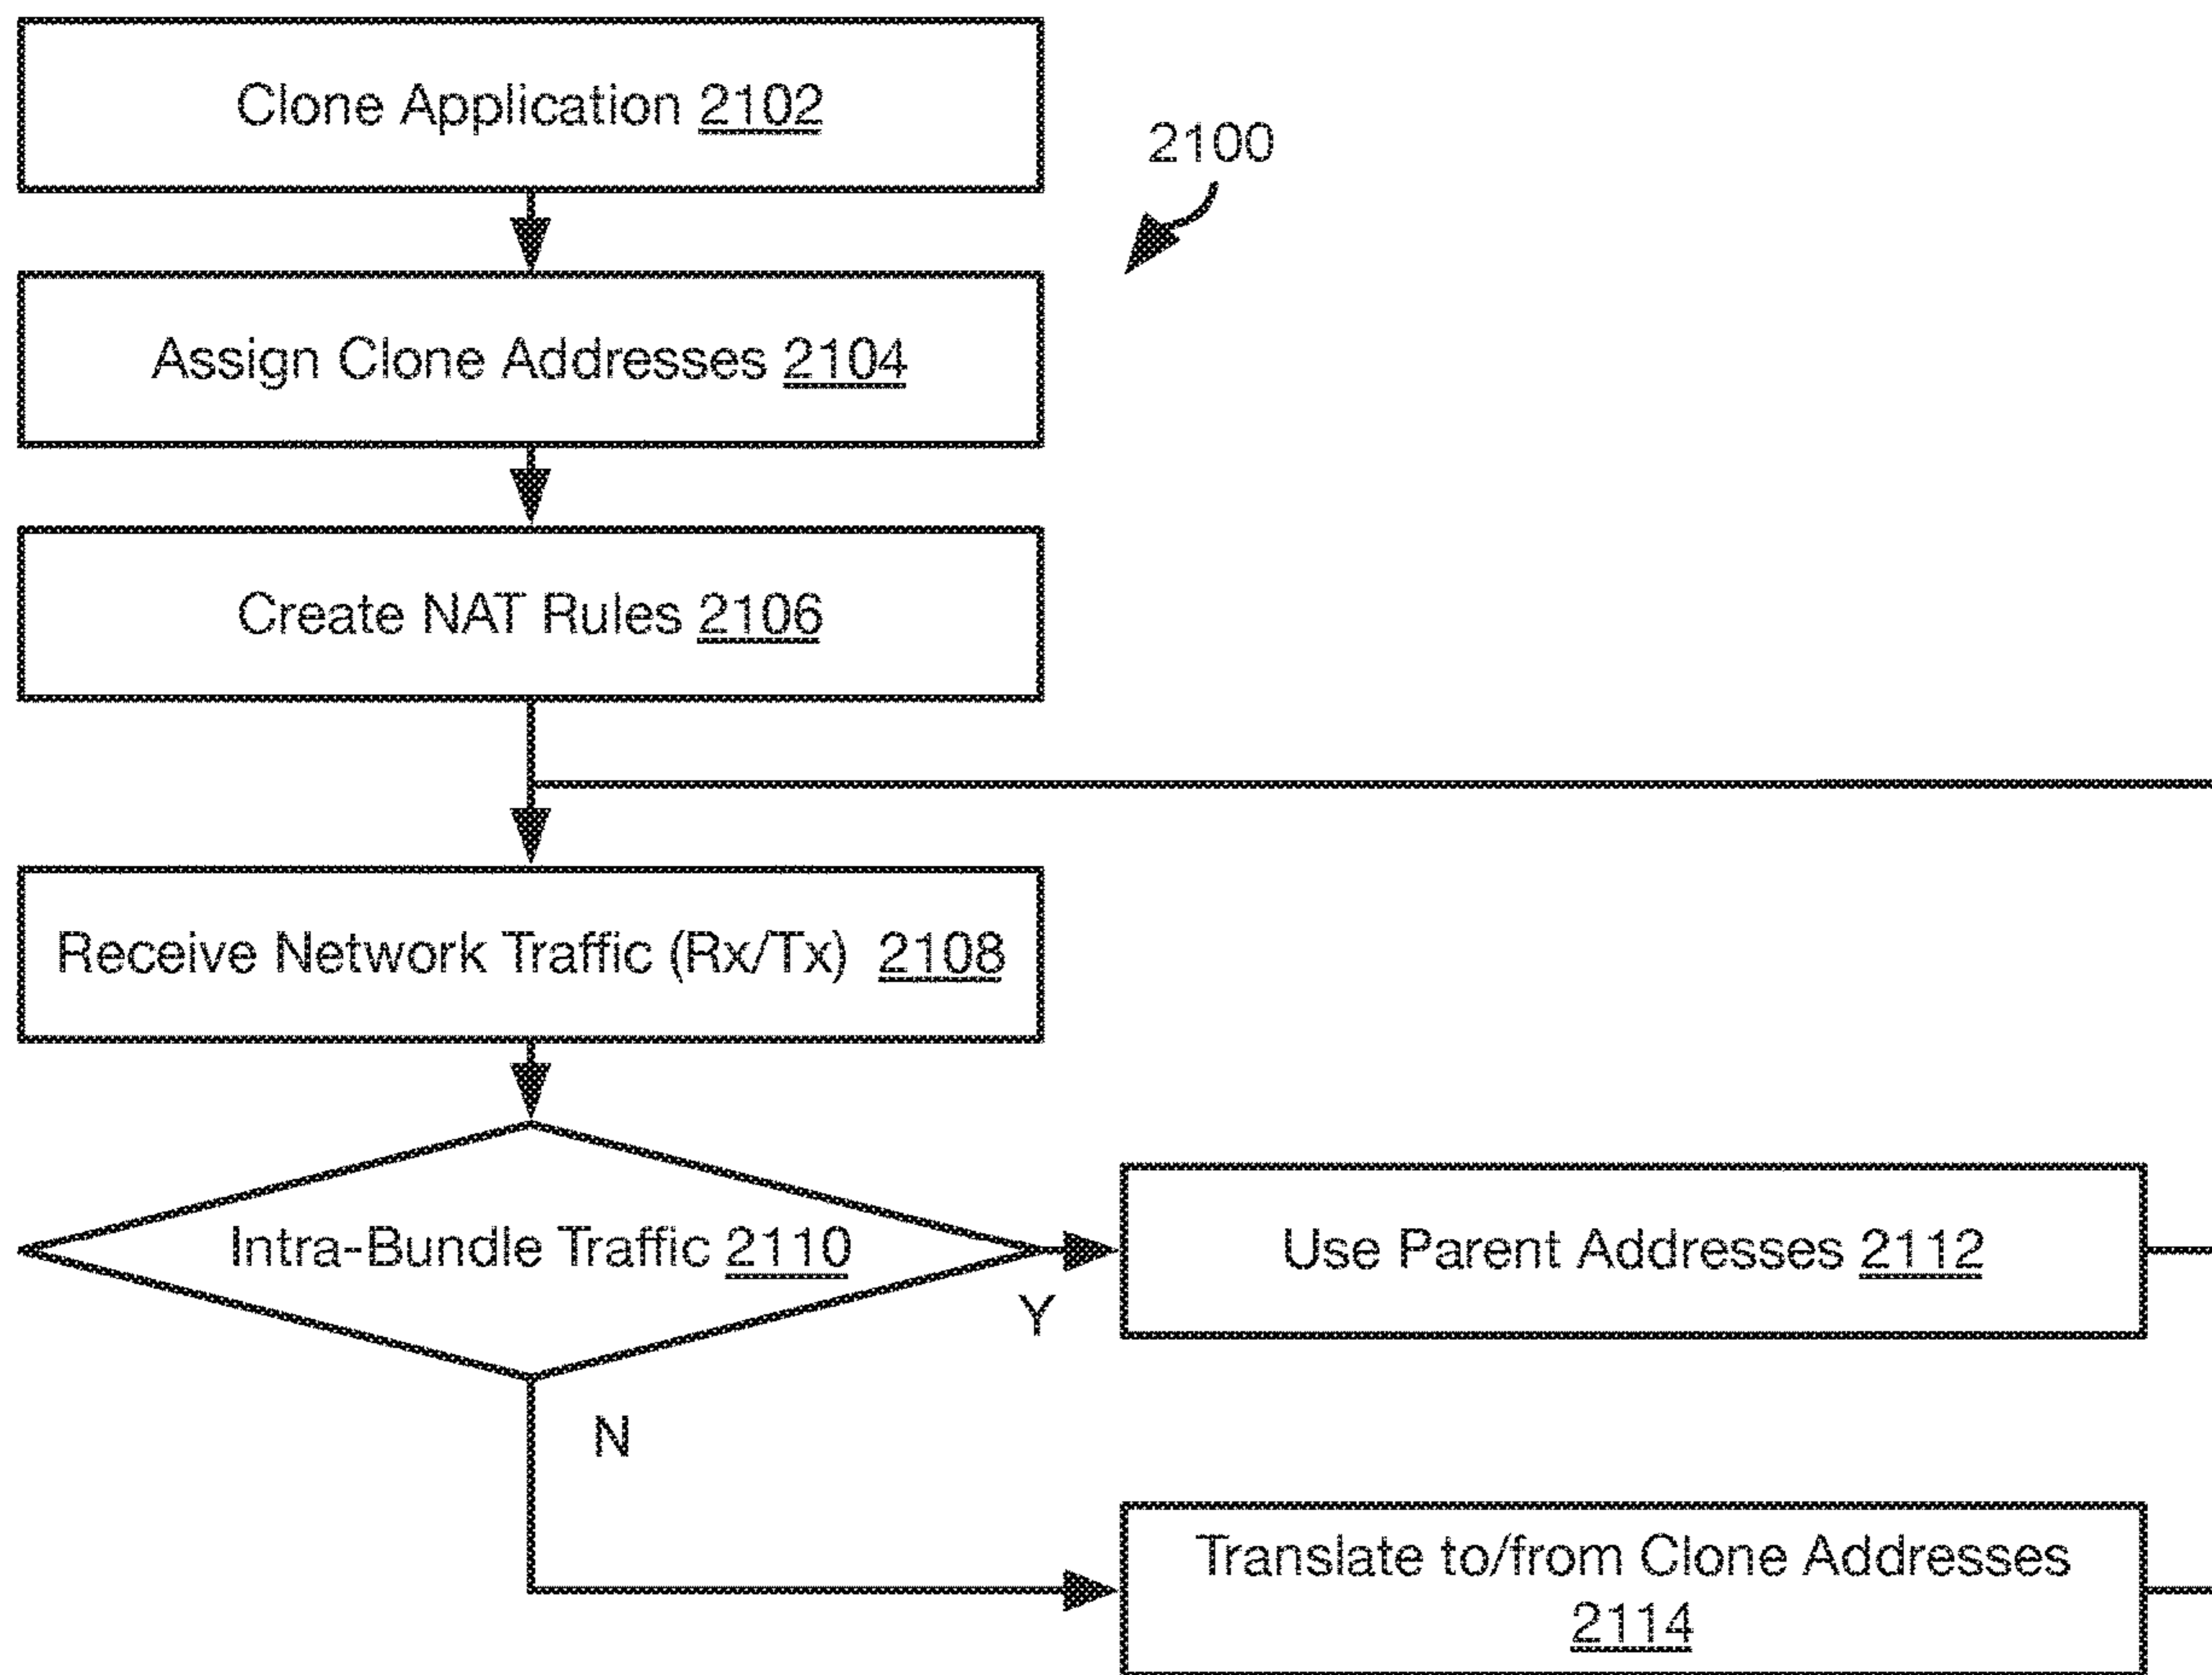 Clone Application 2102
2100
Assign Clone Addresses 2104
Create NAT Rules 2106
Receive Network Traffic (Rx/Tx) 2108
Intra-Bundle Traffic 2110
Y
Use Parent Addresses 2112
N
Translate to/from Clone Addresses
2114